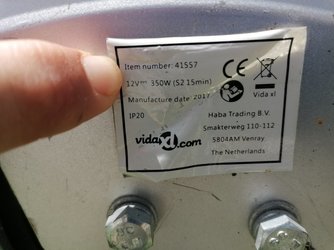 Item number: 41557
12V⎓ 350W (S2 15min)
Manufacture date: 2017
IP20
CE
Vida xl
Haba Trading B.V.
Smakterweg 110-112
5804AM Venray
The Netherlands
vidaxl.com